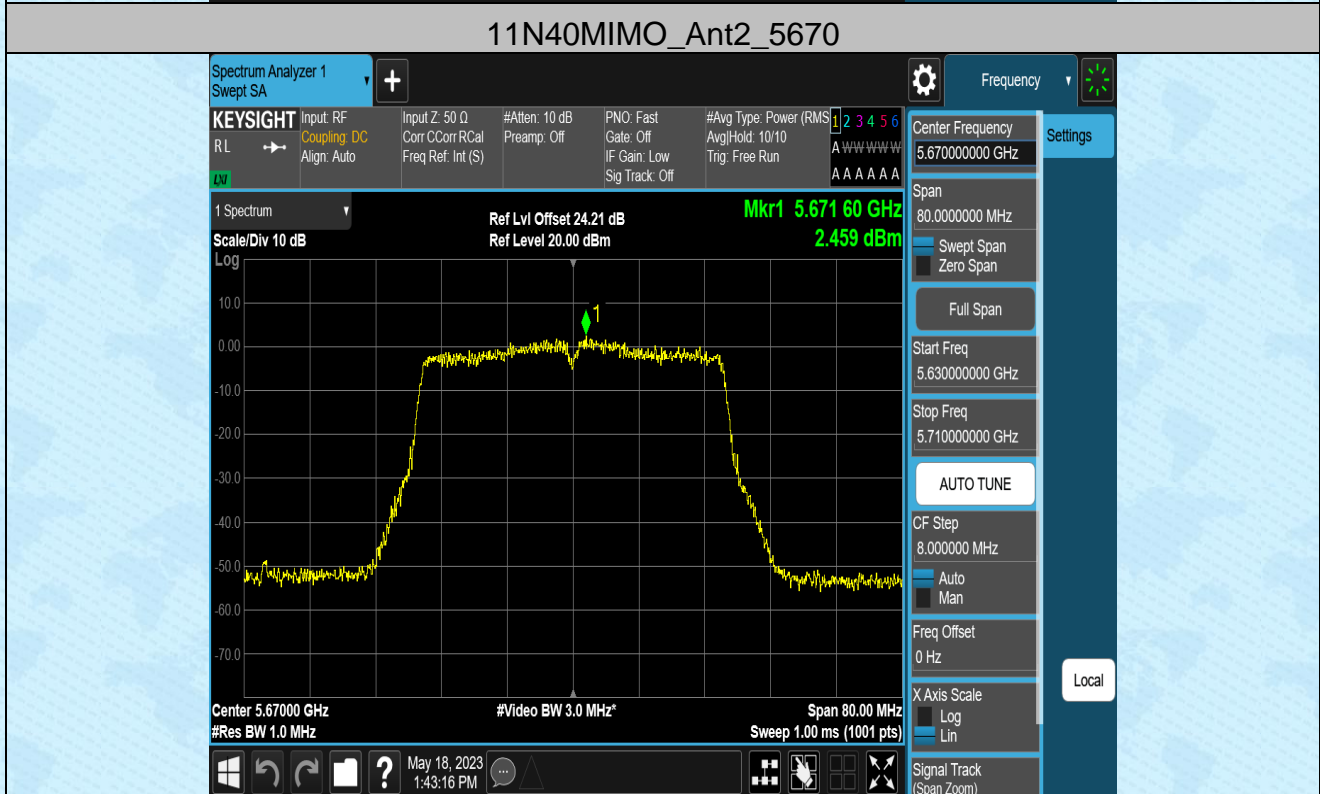 11N40MIMO_Ant2_5670
Spectrum Analyzer 1
Swept SA
+
Frequency
KEYSIGHT
RL
LXI
Input: RF
Coupling: DC
Align: Auto
Input Z: 50 Ω
Corr CCorr RCal
Freq Ref: Int (S)
#Atten: 10 dB
Preamp: Off
PNO: Fast
Gate: Off
IF Gain: Low
Sig Track: Off
#Avg Type: Power (RMS
Avg|Hold: 10/10
Trig: Free Run
1 2 3 4 5 6
A W W W W W
A A A A A A
Center Frequency
5.670000000 GHz
Settings
Span
80.0000000 MHz
Swept Span
Zero Span
Full Span
Start Freq
5.630000000 GHz
Stop Freq
5.710000000 GHz
AUTO TUNE
CF Step
8.000000 MHz
Auto
Man
Freq Offset
0 Hz
X Axis Scale
Log
Lin
Signal Track
(Span Zoom)
Local
1 Spectrum
Scale/Div 10 dB
Ref Lvl Offset 24.21 dB
Ref Level 20.00 dBm
Mkr1 5.671 60 GHz
2.459 dBm
Log
10.0
0.00
-10.0
-20.0
-30.0
-40.0
-50.0
-60.0
-70.0
1
Center 5.67000 GHz
#Res BW 1.0 MHz
#Video BW 3.0 MHz*
Span 80.00 MHz
Sweep 1.00 ms (1001 pts)
?
May 18, 2023
1:43:16 PM